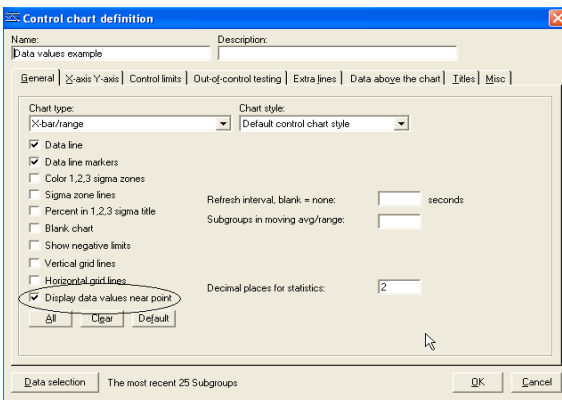 Control chart definition
Name: Description:
Data values example
General X-axis Y-axis Control limits Out-of-control testing Extra lines Data above the chart Titles Misc
Chart type: Chart style:
X-bar/range Default control chart style
Data line
Data line markers
Color 1,2,3 sigma zones
Sigma zone lines
Refresh interval, blank = none: seconds
Percent in 1,2,3 sigma title
Subgroups in moving avg/range:
Blank chart
Show negative limits
Vertical grid lines
Horizontal grid lines
Decimal places for statistics: 2
Display data values near point
All Clear Default
Data selection The most recent 25 Subgroups OK Cancel